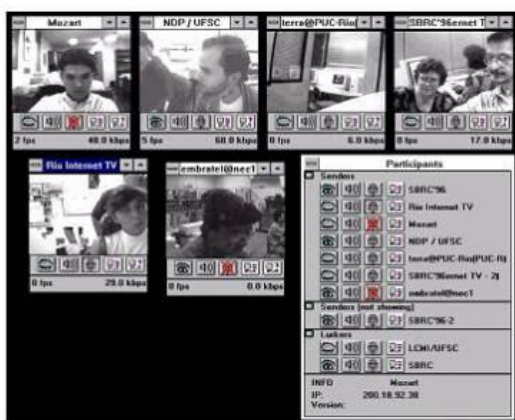 Mozart
NDP / UFSC
terra@PUC-Rio(
SBRC'96ernet T
2 fps 48.0 kbps
5 fps 68.0 kbps
0 fps 6.0 kbps
0 fps 17.0 kbps
Rio Internet TV
embratel@nec1
0 fps 29.0 kbps
0 fps 0.0 kbps
Participants
Senders
SBRC'96
Rio Internet TV
Mozart
NDP / UFSC
terra@PUC-Rio(PUC-R
SBRC'96ernet TV - 2
embratel@nec1
Senders (not showing)
SBRC'96-2
Lurkers
LCMI/UFSC
SBRC
INFO Mozart
IP: 200.18.92.38
Version: